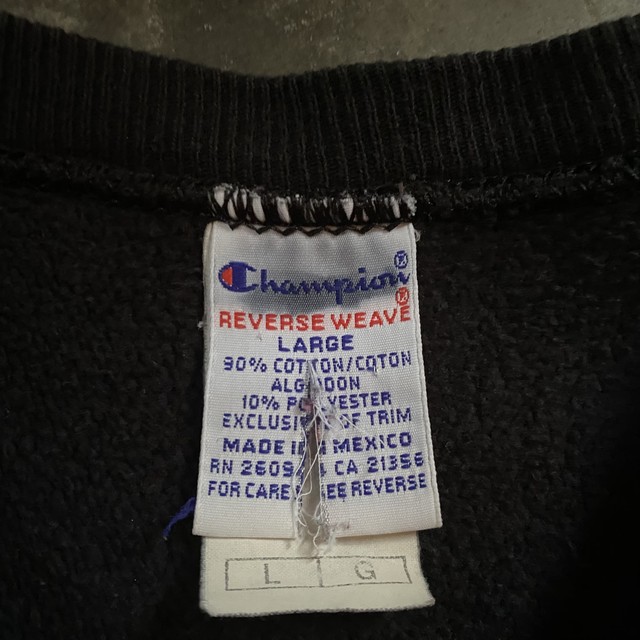 Champion®
REVERSE WEAVE®
LARGE
90% COTTON/COTON
ALGODON
10% POLYESTER
EXCLUSIVE OF TRIM
MADE IN MEXICO
RN 2609 CA 21356
FOR CARE SEE REVERSE
L G